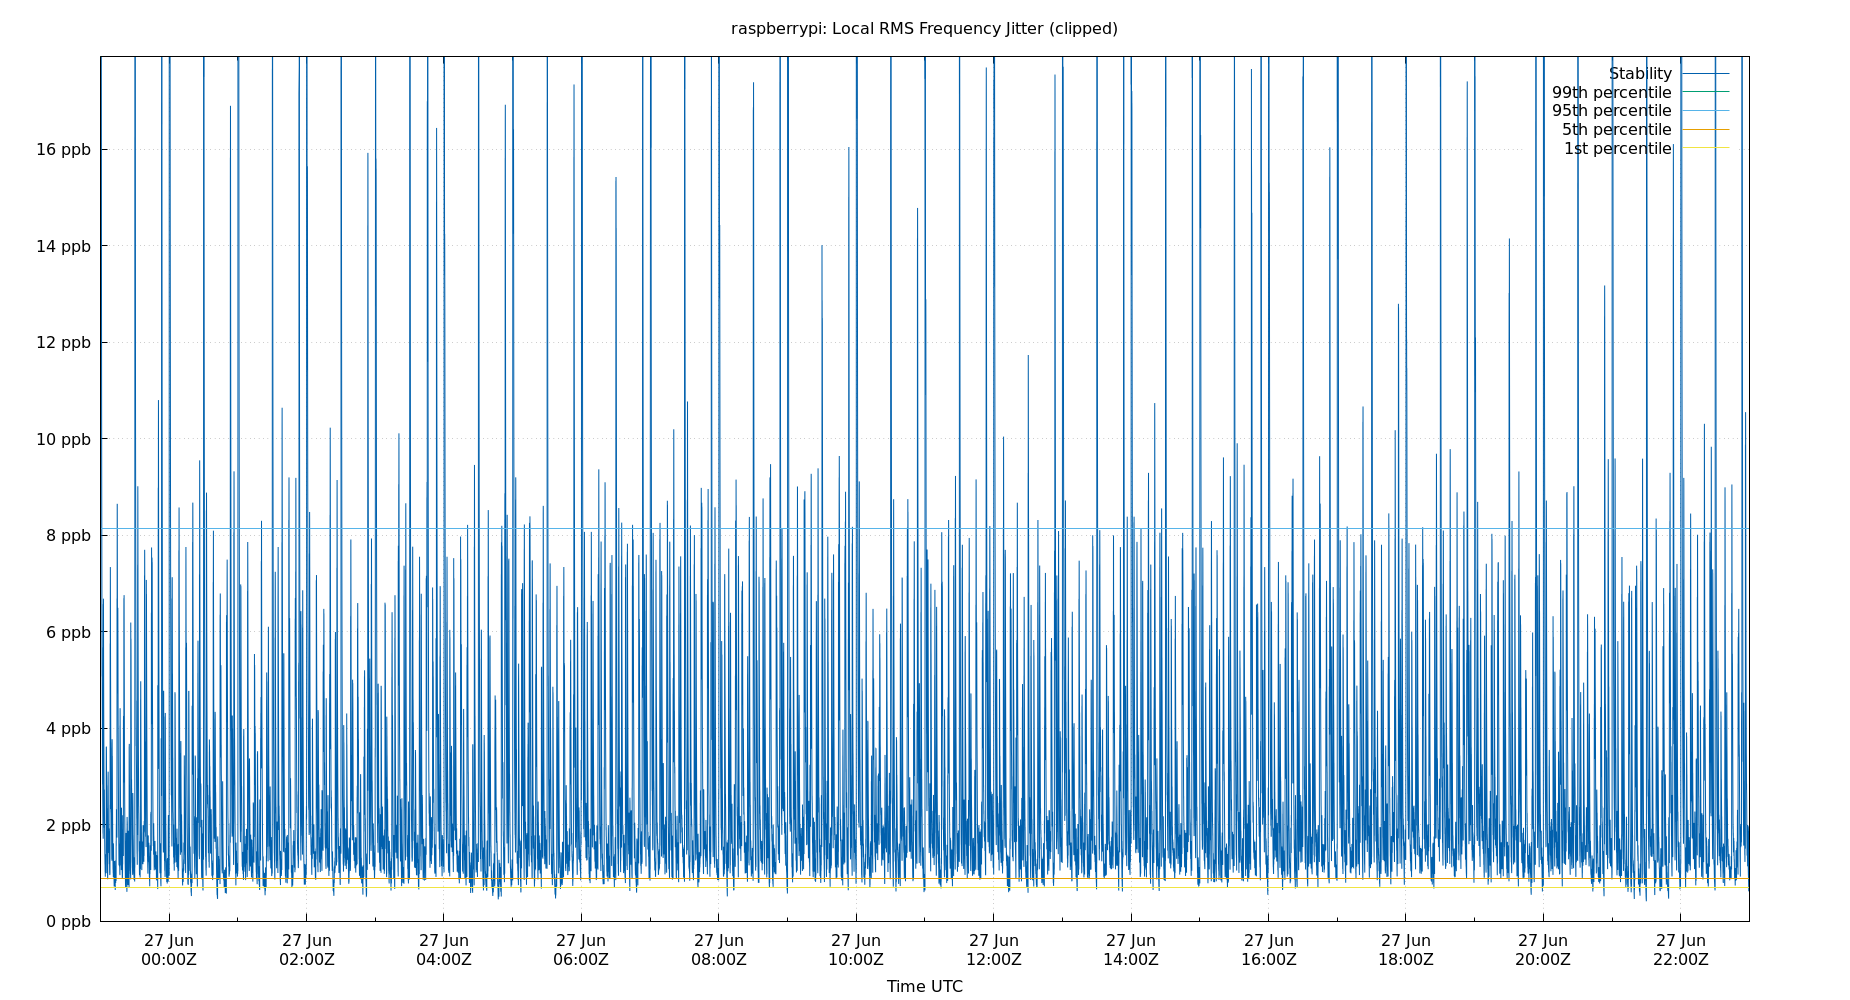 raspberrypi: Local RMS Frequency Jitter (clipped)
Stability
99th percentile
95th percentile
5th percentile
1st percentile
16 ppb
14 ppb
12 ppb
10 ppb
8 ppb
6 ppb
4 ppb
2 ppb
0 ppb
27 Jun 27 Jun 27 Jun 27 Jun 27 Jun 27 Jun 27 Jun 27 Jun 27 Jun 27 Jun 27 Jun 27 Jun
00:00Z 02:00Z 04:00Z 06:00Z 08:00Z 10:00Z 12:00Z 14:00Z 16:00Z 18:00Z 20:00Z 22:00Z
Time UTC